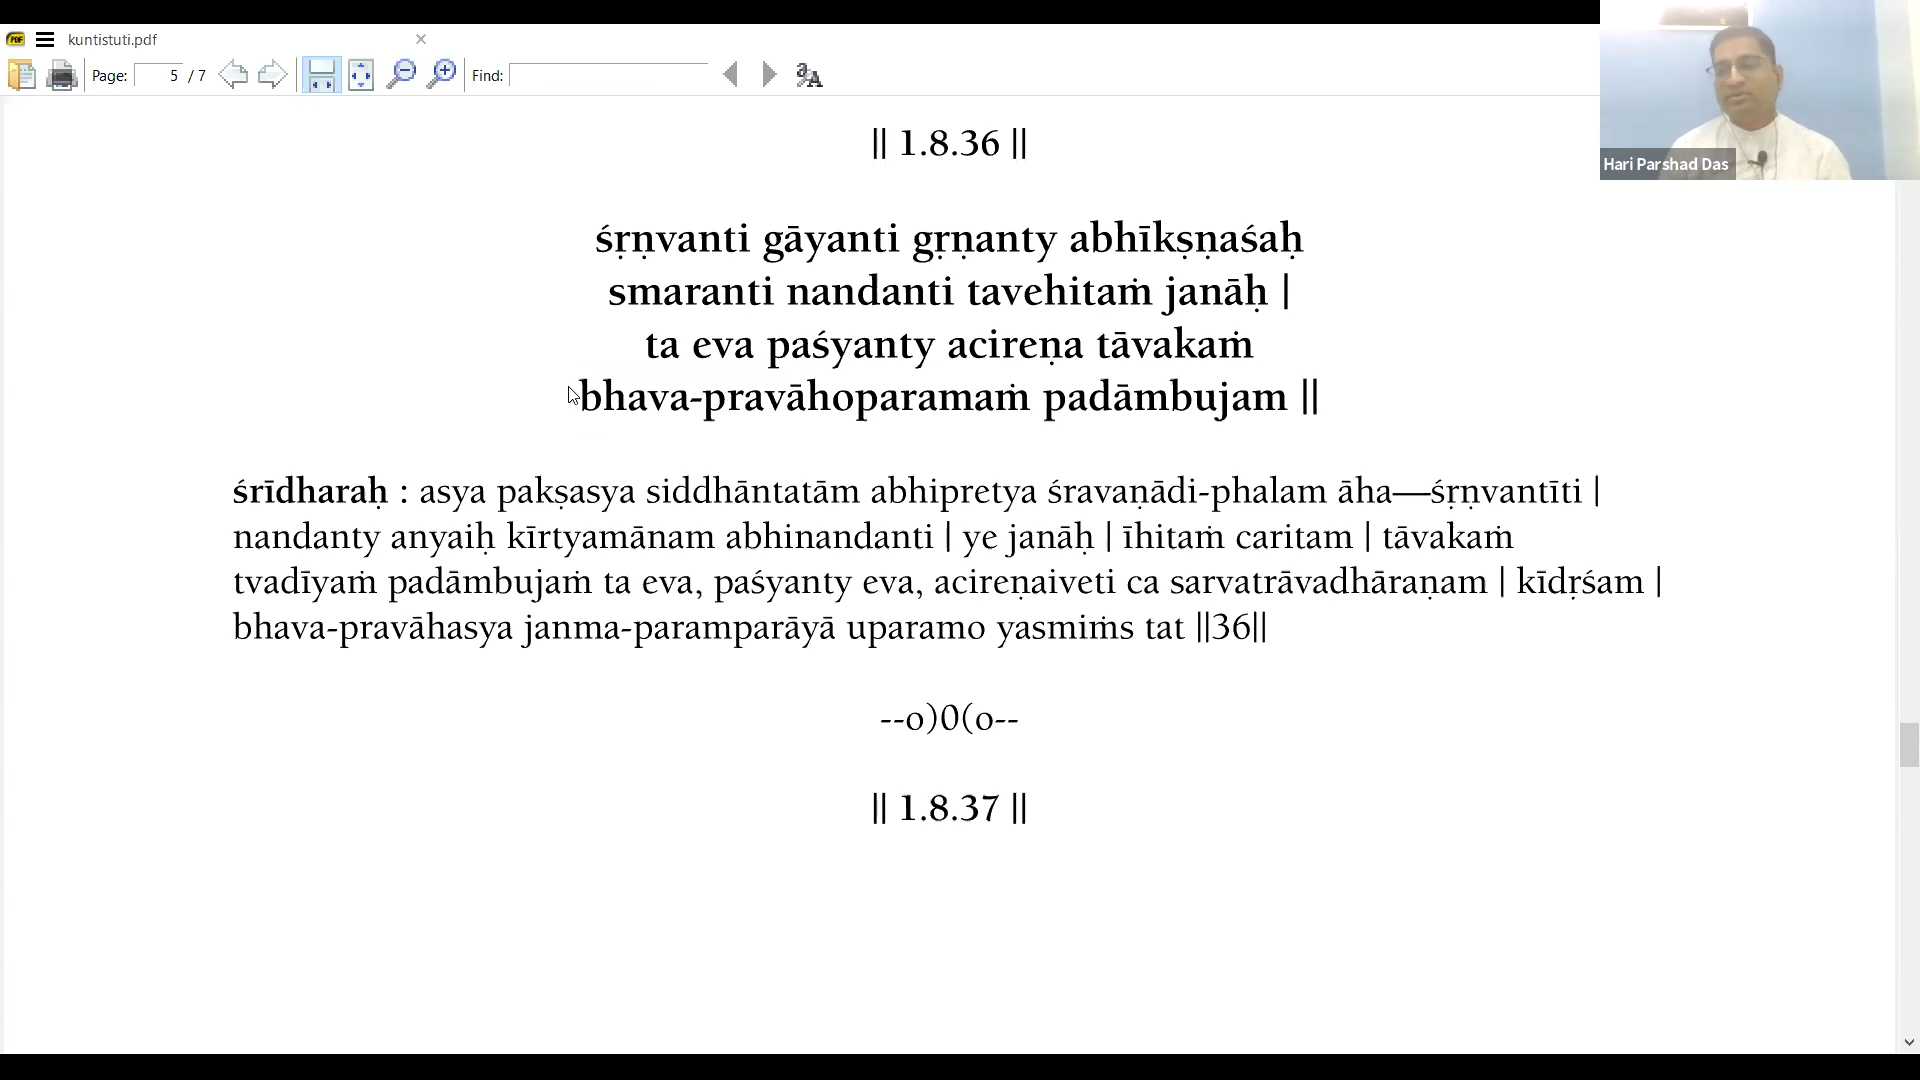 PDF kuntistuti.pdf
Page: 5 / 7 Find:
Hari Parshad Das
|| 1.8.36 ||
śṛṇvanti gāyanti gṛṇanty abhīkṣṇaśaḥ
smaranti nandanti tavehitaṁ janāḥ |
ta eva paśyanty acireṇa tāvakaṁ
bhava-pravāhoparamaṁ padāmbujam ||
śrīdharaḥ : asya pakṣasya siddhāntatām abhipretya śravaṇādi-phalam āha—śṛṇvantīti |
nandanty anyaiḥ kīrtyamānam abhinandanti | ye janāḥ | īhitaṁ caritam | tāvakaṁ
tvadīyaṁ padāmbujaṁ ta eva, paśyanty eva, acireṇaiveti ca sarvatrāvadhāraṇam | kīdṛśam |
bhava-pravāhasya janma-paramparāyā uparamo yasmiṁs tat ||36||
--o)0(o--
|| 1.8.37 ||